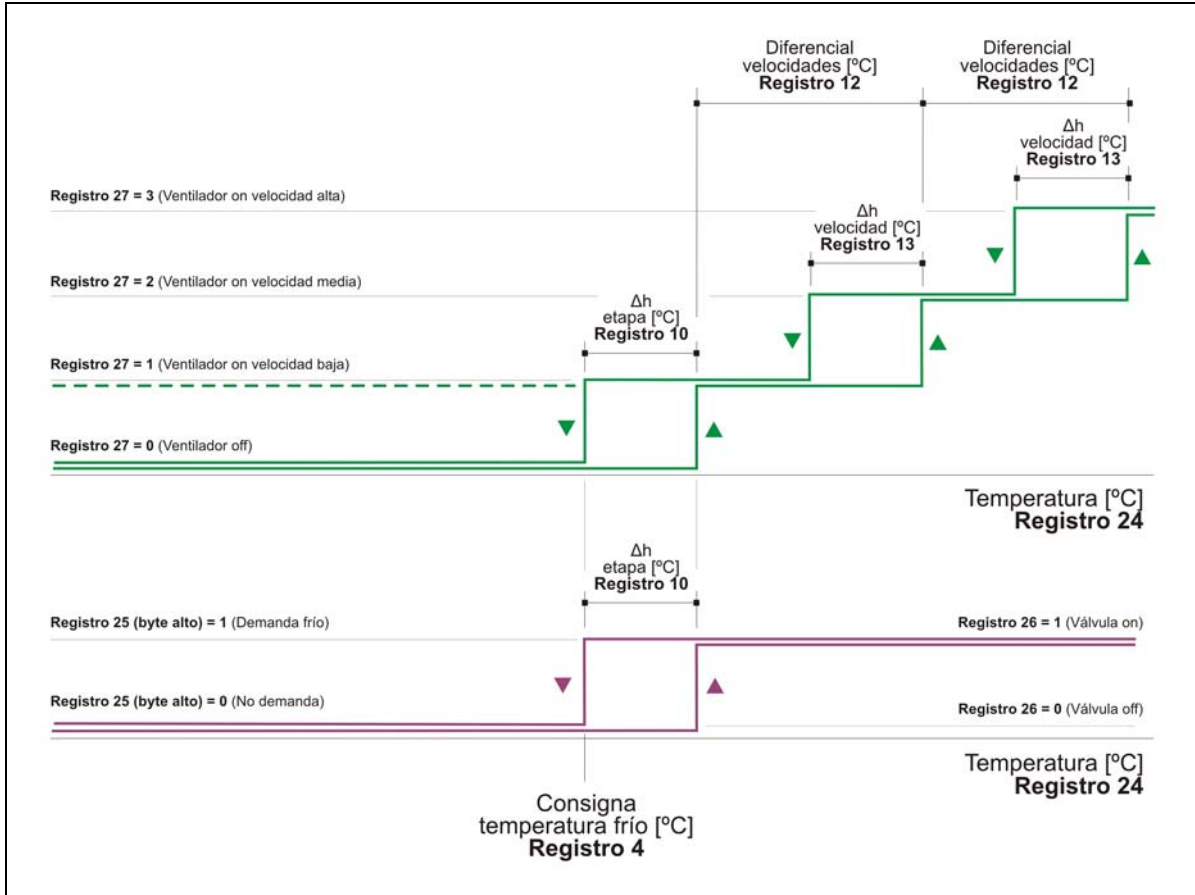 Diferencial
velocidades [ºC]
Registro 12
Diferencial
velocidades [ºC]
Registro 12
Δh
velocidad [ºC]
Registro 13
Registro 27 = 3 (Ventilador on velocidad alta)
Δh
velocidad [ºC]
Registro 13
Registro 27 = 2 (Ventilador on velocidad media)
Δh
etapa [ºC]
Registro 10
Registro 27 = 1 (Ventilador on velocidad baja)
Registro 27 = 0 (Ventilador off)
Temperatura [ºC]
Registro 24
Δh
etapa [ºC]
Registro 10
Registro 25 (byte alto) = 1 (Demanda frío)
Registro 26 = 1 (Válvula on)
Registro 25 (byte alto) = 0 (No demanda)
Registro 26 = 0 (Válvula off)
Temperatura [ºC]
Registro 24
Consigna
temperatura frío [ºC]
Registro 4